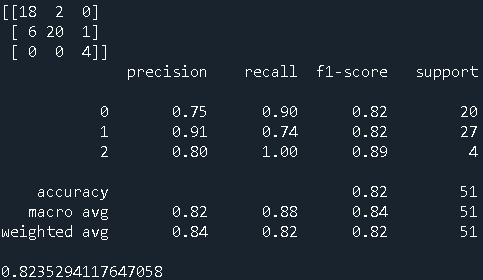 [[18  2  0]
 [ 6 20  1]
 [ 0  0  4]]
              precision    recall  f1-score   support

           0       0.75      0.90      0.82        20
           1       0.91      0.74      0.82        27
           2       0.80      1.00      0.89         4

    accuracy                           0.82        51
   macro avg       0.82      0.88      0.84        51
weighted avg       0.84      0.82      0.82        51

0.8235294117647058